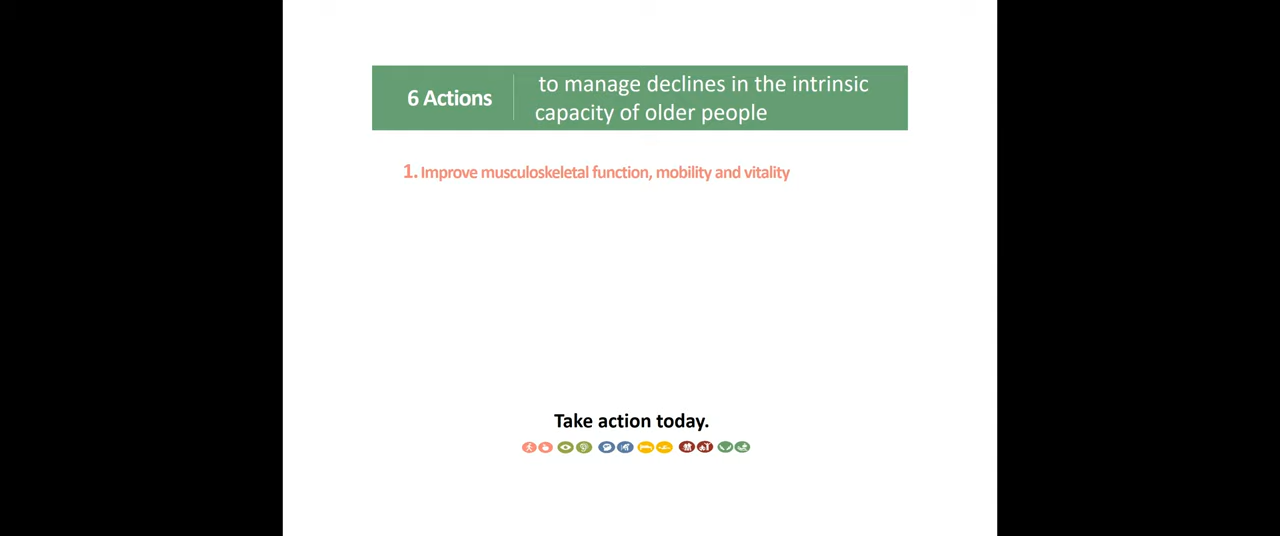 6 Actions
to manage declines in the intrinsic
capacity of older people
1. Improve musculoskeletal function, mobility and vitality
Take action today.